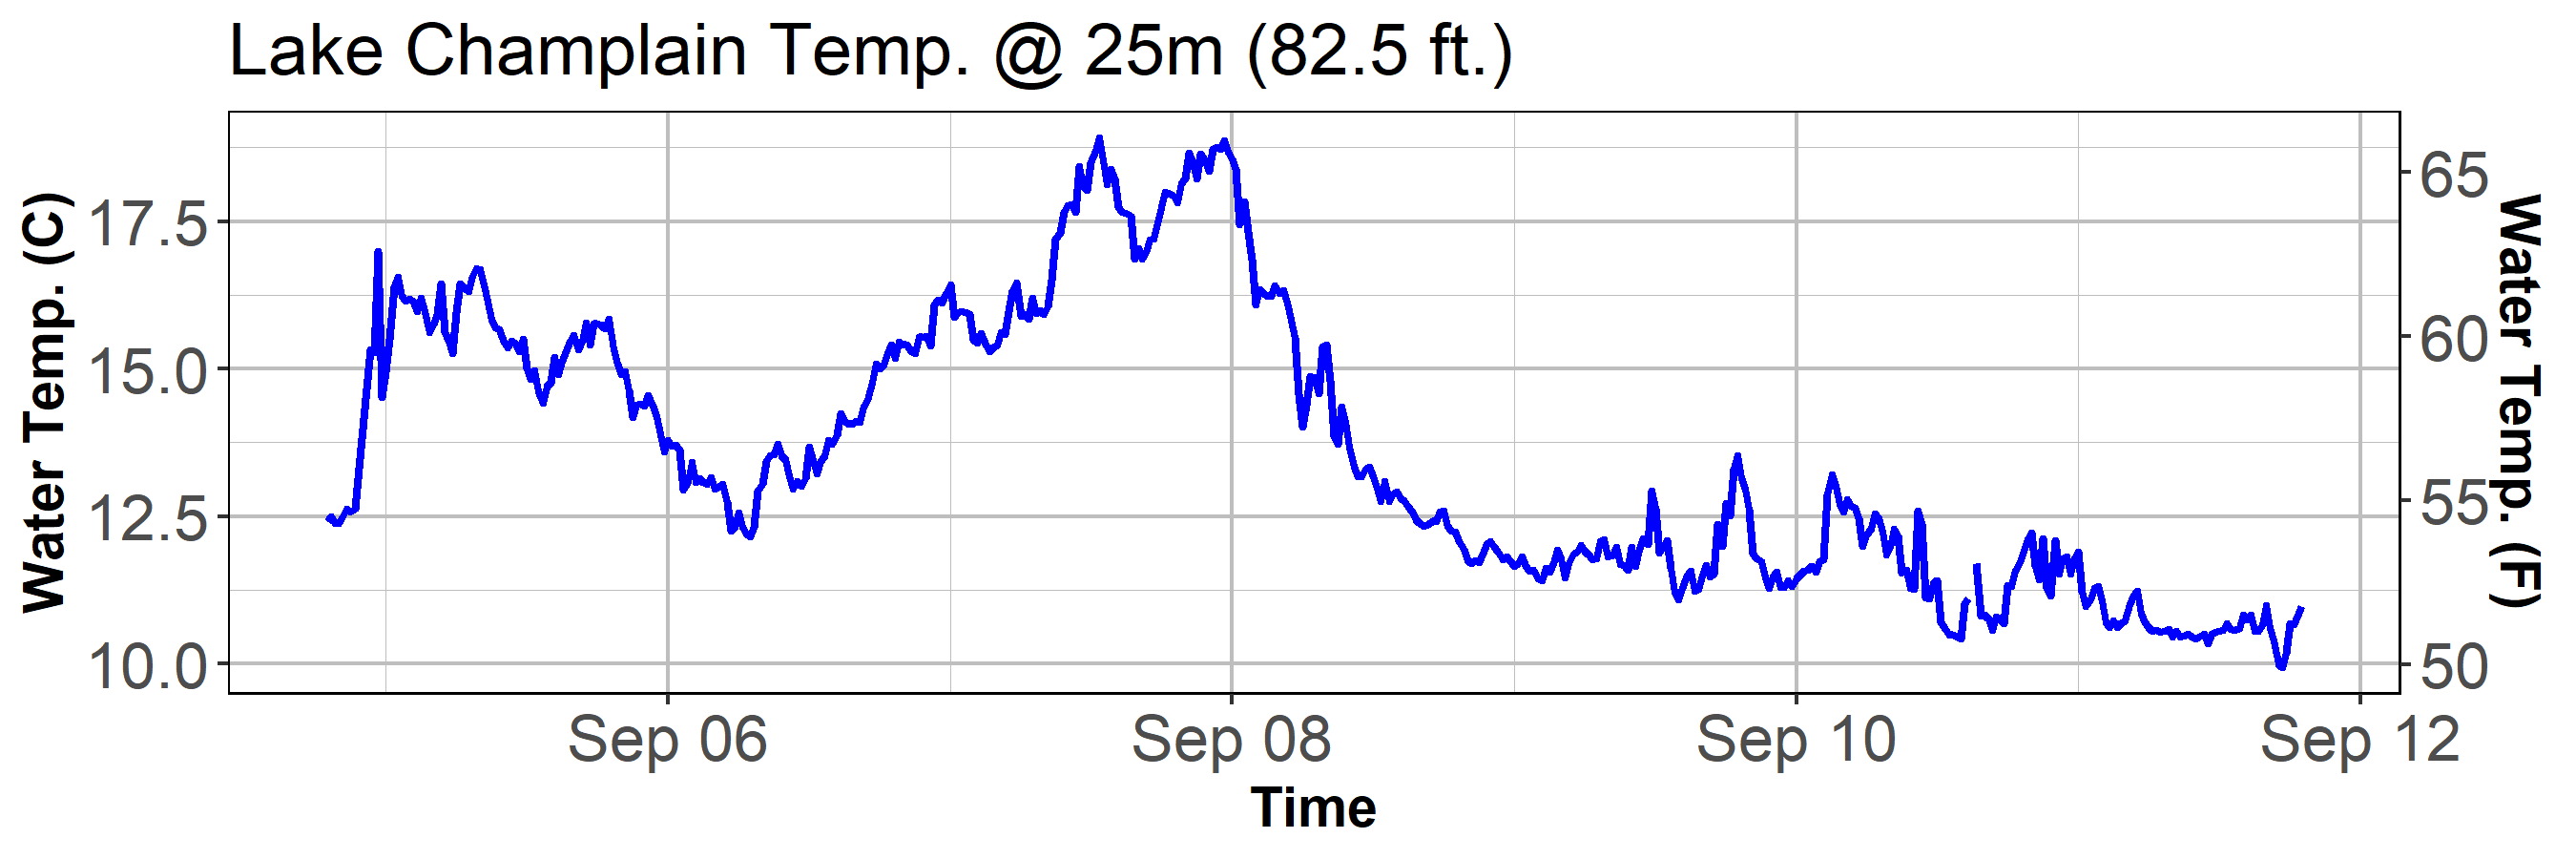 Lake Champlain Temp. @ 25m (82.5 ft.)
Water Temp. (C)
17.5
15.0
12.5
10.0
65
60
55
50
Water Temp. (F)
Sep 06
Sep 08
Sep 10
Sep 12
Time